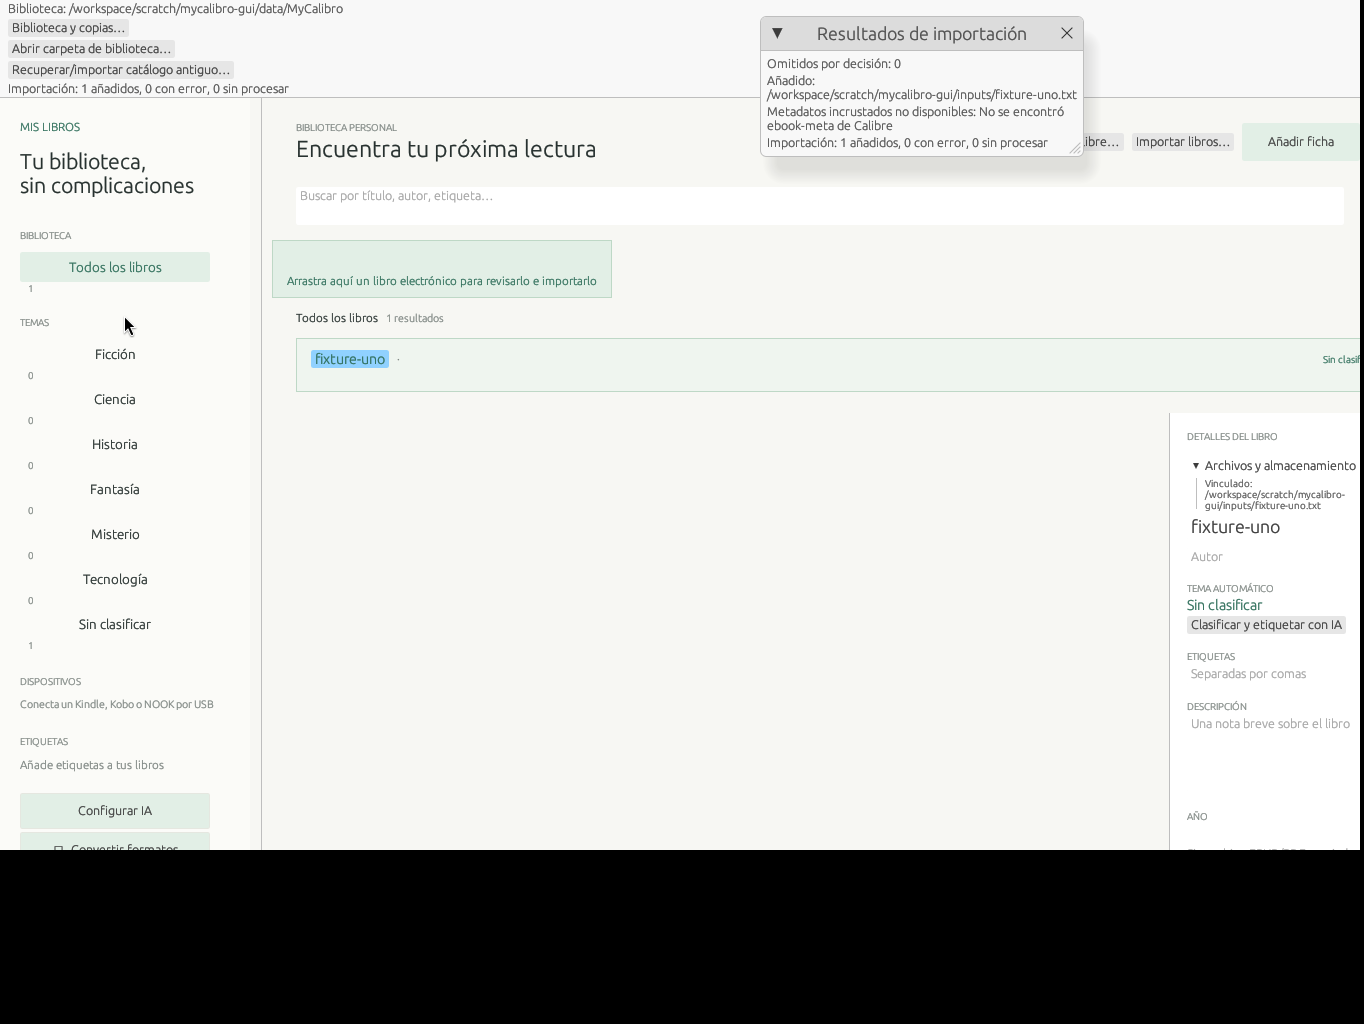 Biblioteca: /workspace/scratch/mycalibro-gui/data/MyCalibro
Biblioteca y copias...
Abrir carpeta de biblioteca...
Recuperar/importar catálogo antiguo...
Importación: 1 añadidos, 0 con error, 0 sin procesar
Resultados de importación
Omitidos por decisión: 0
Añadido:
/workspace/scratch/mycalibro-gui/inputs/fixture-uno.txt
Metadatos incrustados no disponibles: No se encontró
ebook-meta de Calibre
Importación: 1 añadidos, 0 con error, 0 sin procesar
MIS LIBROS
Tu biblioteca,
sin complicaciones
BIBLIOTECA
Todos los libros
1
TEMAS
Ficción
0
Ciencia
0
Historia
0
Fantasía
0
Misterio
0
Tecnología
0
Sin clasificar
1
DISPOSITIVOS
Conecta un Kindle, Kobo o NOOK por USB
ETIQUETAS
Añade etiquetas a tus libros
Configurar IA
Convertir formatos
BIBLIOTECA PERSONAL
Encuentra tu próxima lectura
Importar libros...
Añadir ficha
Buscar por título, autor, etiqueta...
Arrastra aquí un libro electrónico para revisarlo e importarlo
Todos los libros 1 resultados
fixture-uno ·
Sin clasif
DETALLES DEL LIBRO
▼ Archivos y almacenamiento
Vinculado:
/workspace/scratch/mycalibro-
gui/inputs/fixture-uno.txt
fixture-uno
Autor
TEMA AUTOMÁTICO
Sin clasificar
Clasificar y etiquetar con IA
ETIQUETAS
Separadas por comas
DESCRIPCIÓN
Una nota breve sobre el libro
AÑO